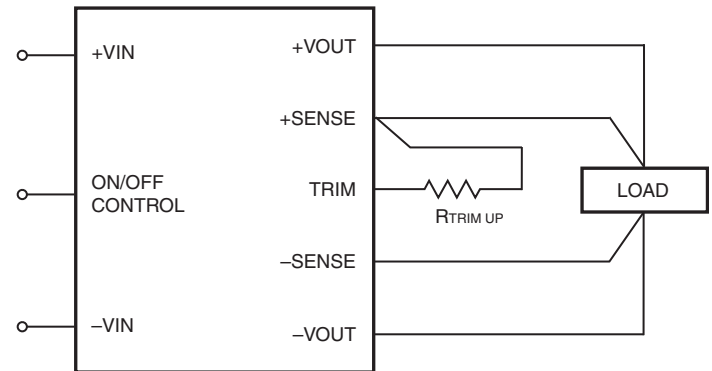 +VIN
ON/OFF
CONTROL
–VIN
+VOUT
+SENSE
TRIM
–SENSE
–VOUT
RTRIM UP
LOAD